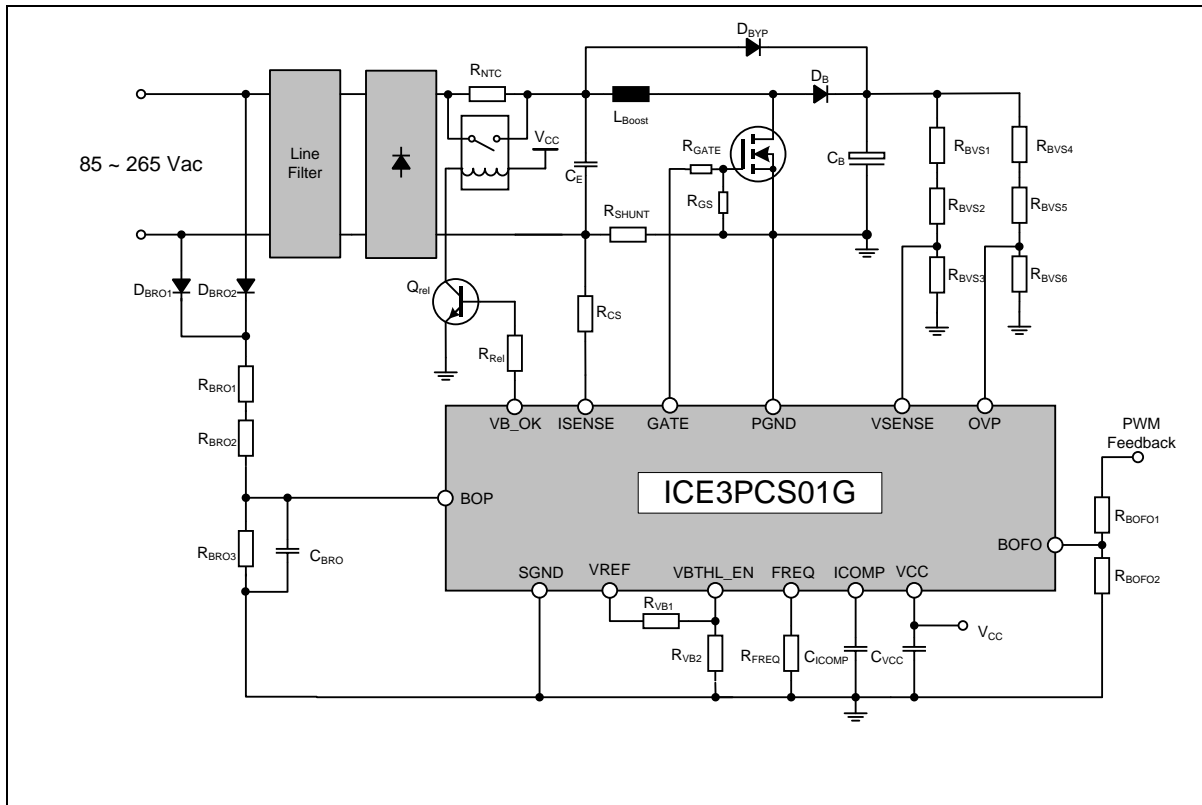 D_BYP
R_NTC
D_B
V_CC
L_Boost
R_GATE
R_BVS1
R_BVS4
Line
Filter
85 ~ 265 Vac
C_E
C_B
R_GS
R_SHUNT
R_BVS2
R_BVS5
R_BVS3
R_BVS6
D_BRO1
D_BRO2
Q_rel
R_CS
R_Rel
R_BRO1
R_BRO2
VB_OK
ISENSE
GATE
PGND
VSENSE
OVP
PWM
Feedback
ICE3PCS01G
BOP
R_BOFO1
BOFO
R_BRO3
C_BRO
SGND
VREF
VBTHL_EN
FREQ
ICOMP
VCC
R_BOFO2
R_VB1
V_CC
R_VB2
R_FREQ
C_ICOMP
C_VCC